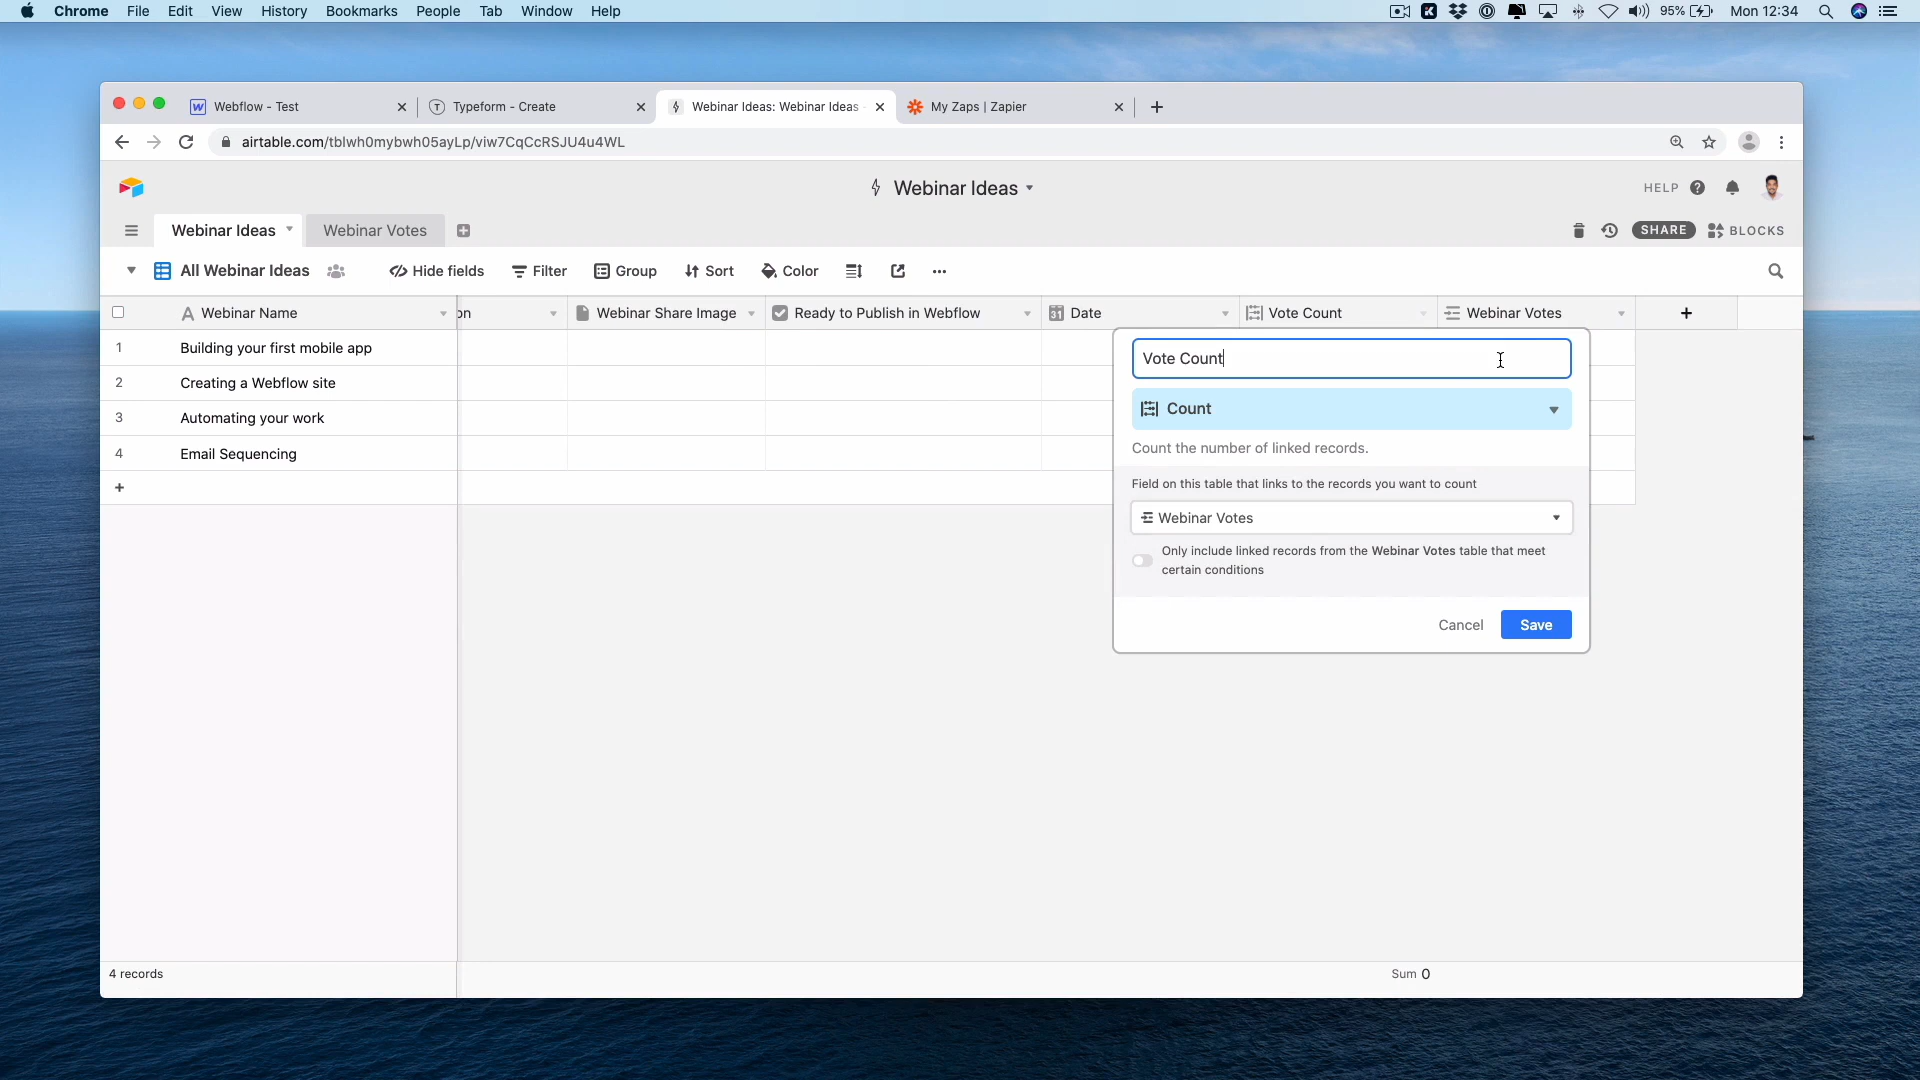 Chrome File Edit View History Bookmarks People Tab Window Help 95% Mon 12:34
Webflow - Test Typeform - Create Webinar Ideas: Webinar Ideas My Zaps | Zapier
airtable.com/tblwh0mybwh05ayLp/viw7CqCcRSJU4u4WL
Webinar Ideas HELP
Webinar Ideas Webinar Votes SHARE BLOCKS
All Webinar Ideas Hide fields Filter Group Sort Color
Webinar Name on Webinar Share Image Ready to Publish in Webflow 31 Date Vote Count Webinar Votes
1 Building your first mobile app
2 Creating a Webflow site
3 Automating your work
4 Email Sequencing
Vote Count
Count
Count the number of linked records.
Field on this table that links to the records you want to count
Webinar Votes
Only include linked records from the Webinar Votes table that meet
certain conditions
Cancel Save
4 records Sum 0